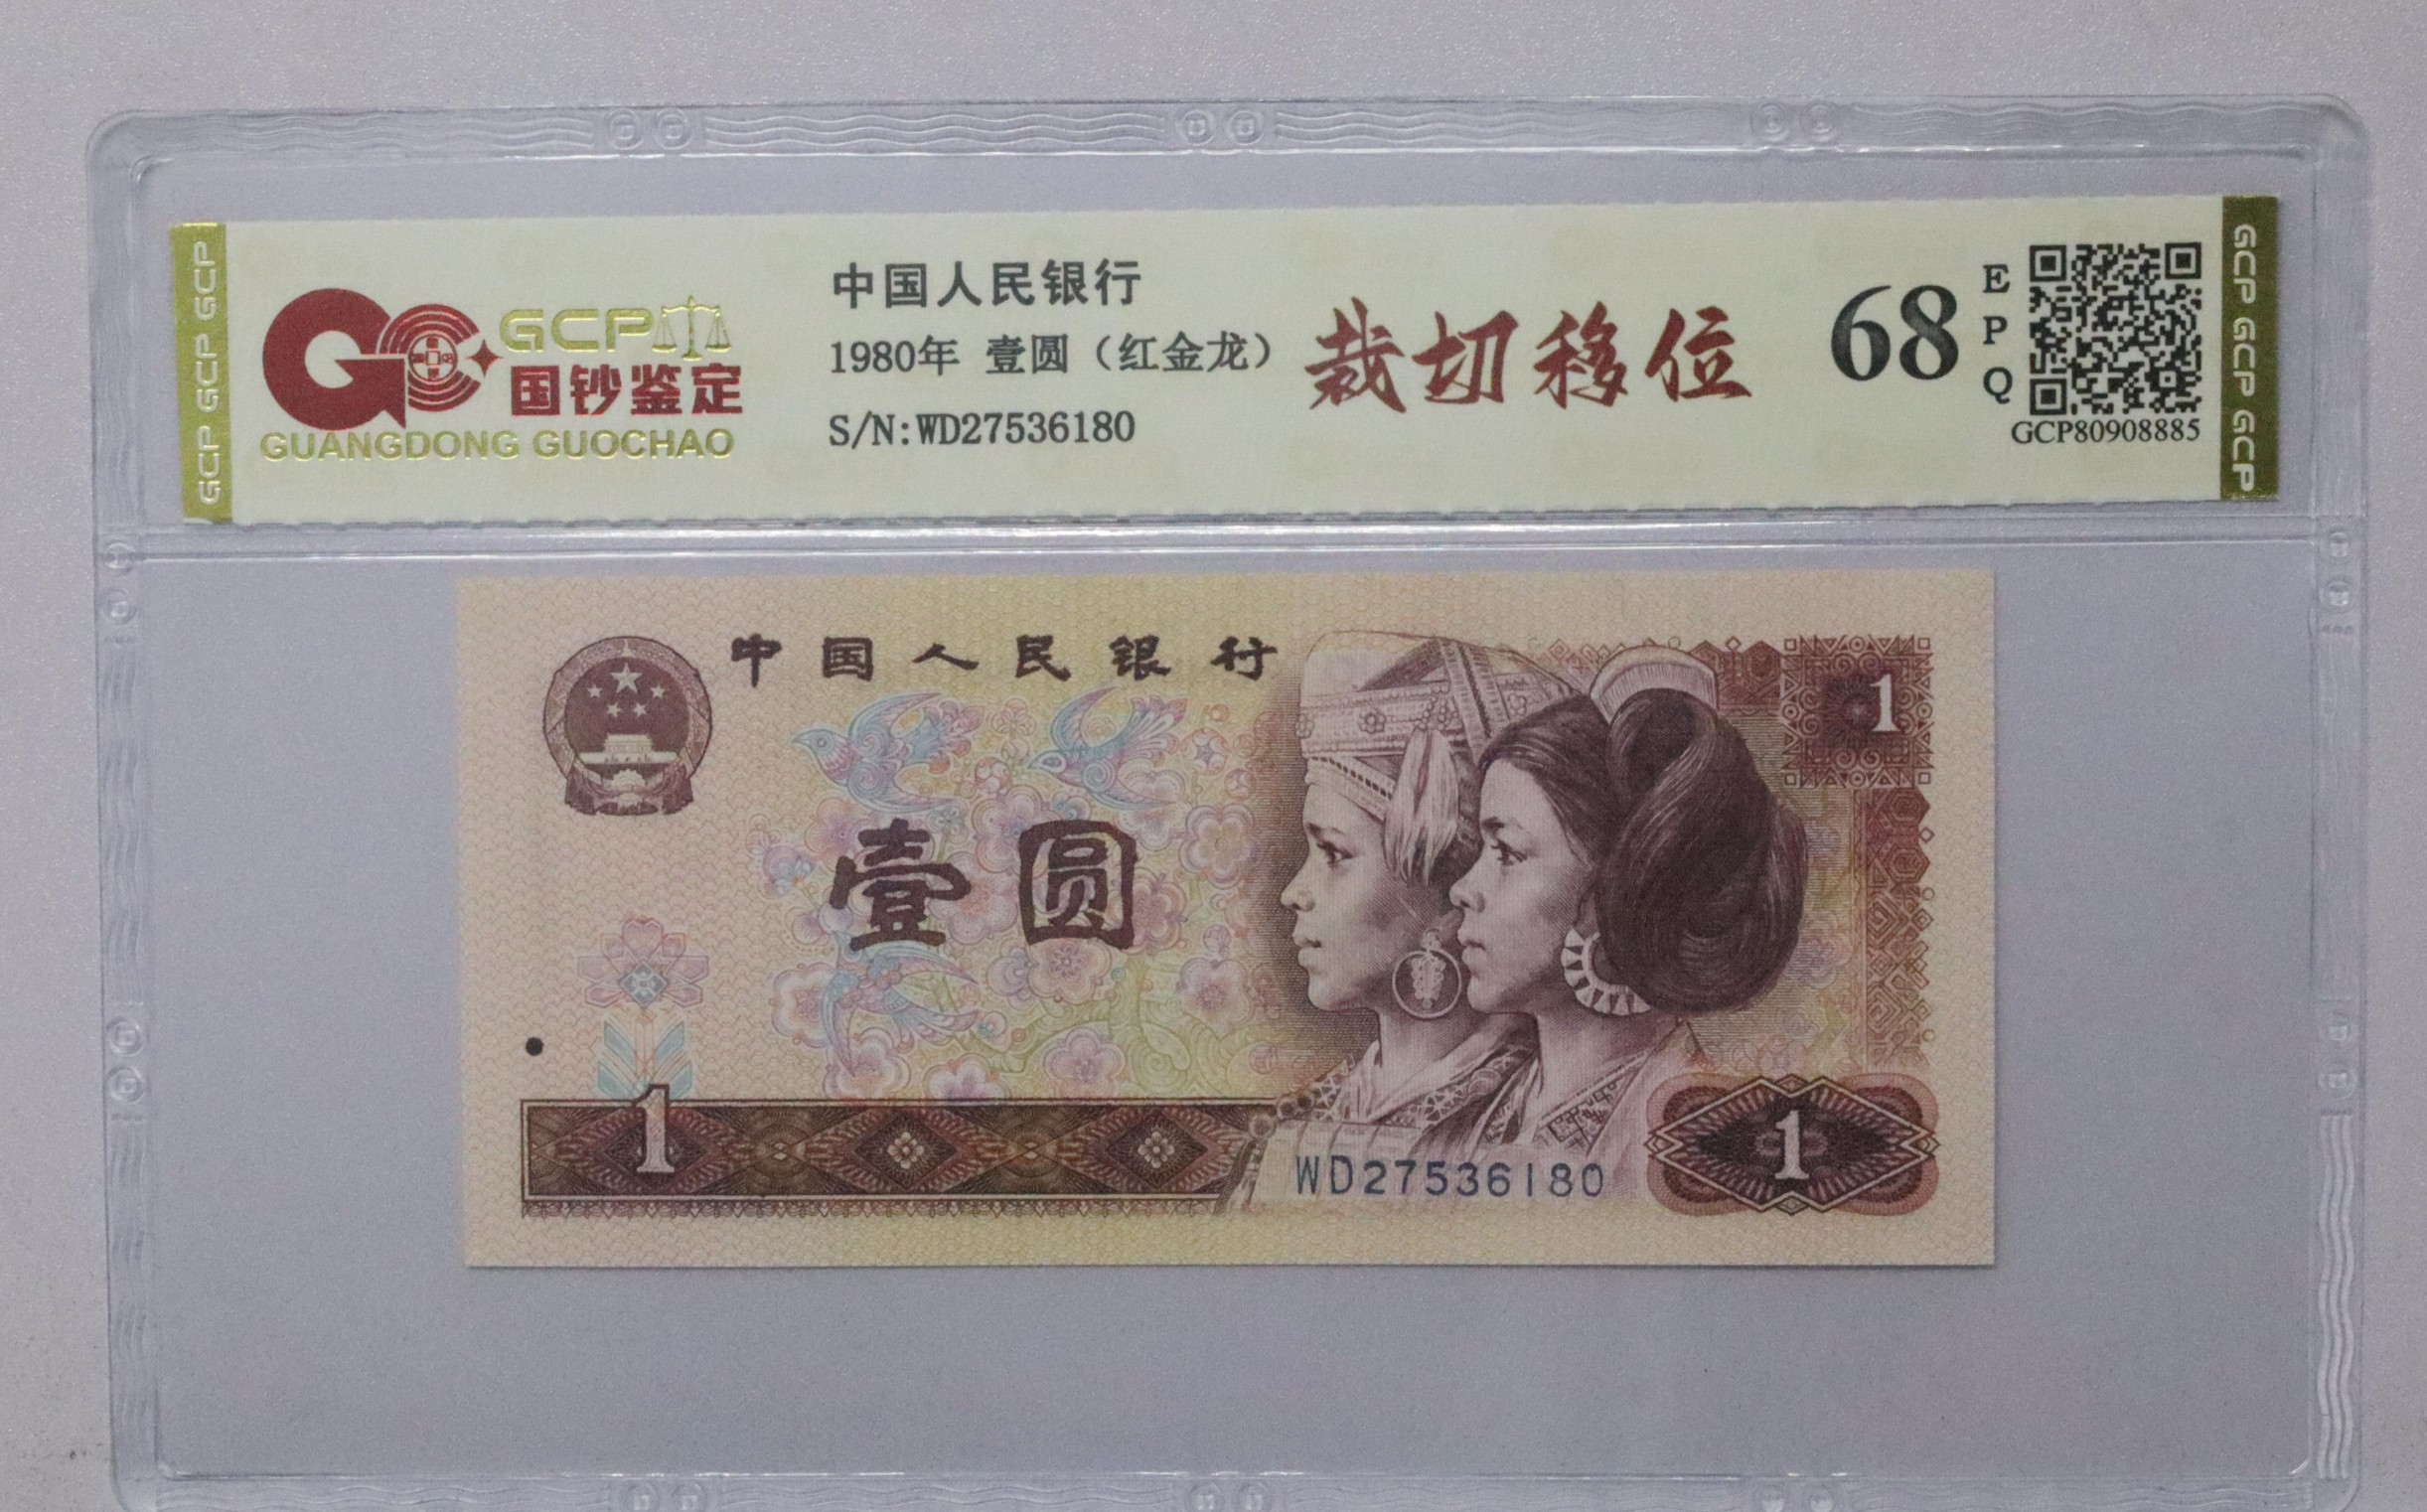 GCP GCP GCP
GCP
国钞鉴定
GUANGDONG GUOCHAO
中国人民银行
1980年 壹圆（红金龙）
S/N:WD27536180
裁切移位
68
EPQ
GCP80908885
GCP GCP GCP
中国人民银行
1
壹圆
1
WD27536180
1